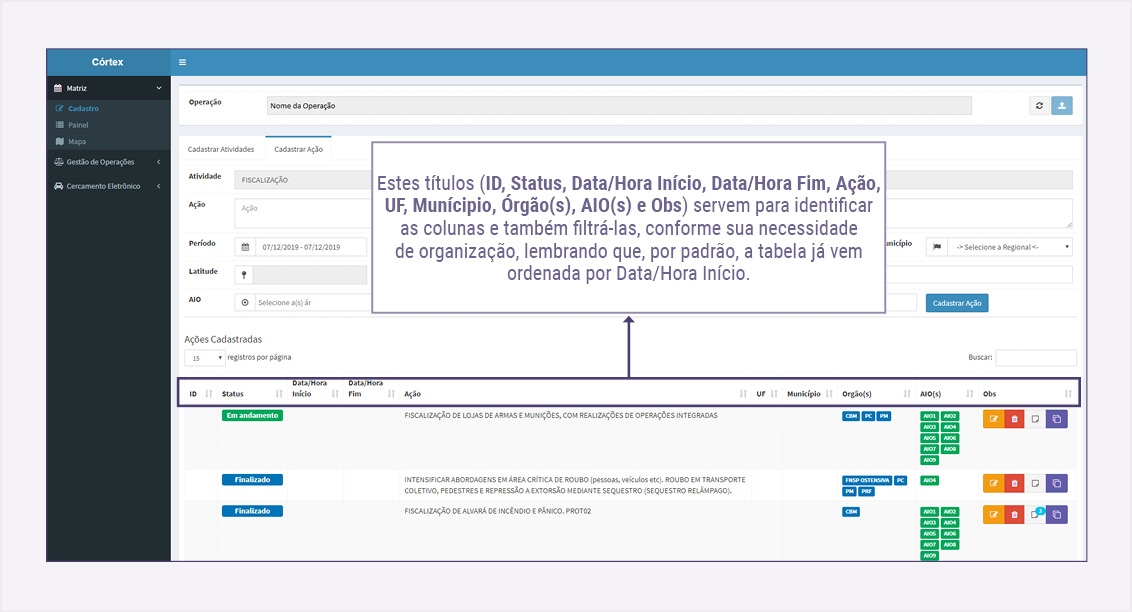 Córtex
Matriz
Cadastro
Painel
Mapa
Gestão de Operações
Cercamento Eletrônico
Operação
Nome da Operação
Cadastrar Atividades
Cadastrar Ação
Atividade
FISCALIZAÇÃO
Ação
Ação
Período
07/12/2019 - 07/12/2019
unicípio
-> Selecione a Regional <-
Latitude
AIO
Selecione a(s) ár
Cadastrar Ação
Estes títulos (ID, Status, Data/Hora Início, Data/Hora Fim, Ação,
UF, Munícipio, Órgão(s), AIO(s) e Obs) servem para identificar
as colunas e também filtrá-las, conforme sua necessidade
de organização, lembrando que, por padrão, a tabela já vem
ordenada por Data/Hora Início.
Ações Cadastradas
15 registros por página
Buscar:
ID Status Data/Hora Início Data/Hora Fim Ação UF Município Orgão(s) AIO(s) Obs
Em andamento
FISCALIZAÇÃO DE LOJAS DE ARMAS E MUNIÇÕES, COM REALIZAÇÕES DE OPERAÇÕES INTEGRADAS
CBM PC PM
AIO1 AIO2
AIO3 AIO4
AIO5 AIO6
AIO7 AIO8
AIO9
Finalizado
INTENSIFICAR ABORDAGENS EM ÁREA CRÍTICA DE ROUBO (pessoas, veículos etc). ROUBO EM TRANSPORTE
COLETIVO, PEDESTRES E REPRESSÃO A EXTORSÃO MEDIANTE SEQUESTRO (SEQUESTRO RELÂMPAGO).
FNSP OSTENSIVA PC
PM PRF
AIO4
Finalizado
FISCALIZAÇÃO DE ALVARÁ DE INCÊNDIO E PÂNICO. PROT02
CBM
AIO1 AIO2
AIO3 AIO4
AIO5 AIO6
AIO7 AIO8
AIO9
3